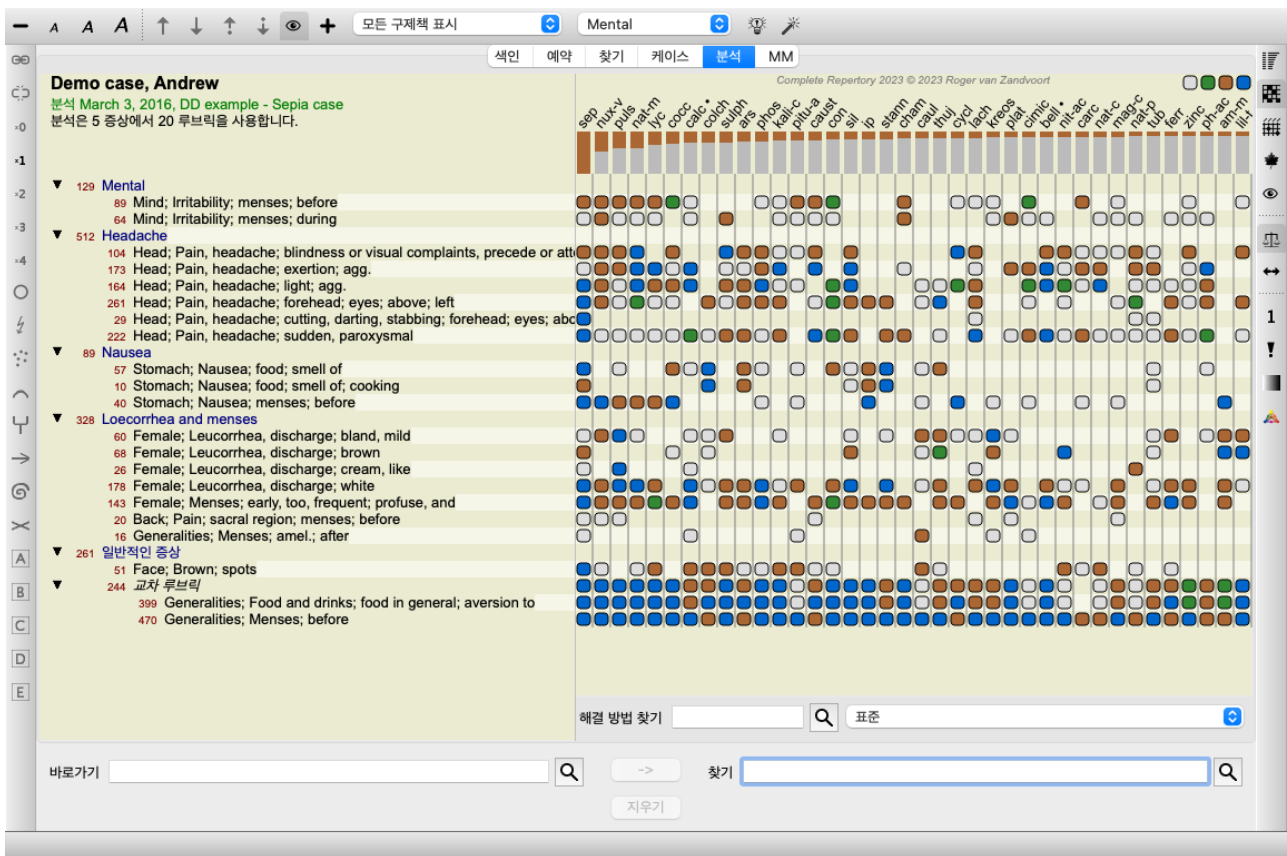 A A A 모든 구제책 표시 Mental
색인 예약 찾기 케이스 분석 MM
Demo case, Andrew
Complete Repertory 2023 © 2023 Roger van Zandvoort
분석 March 3, 2016, DD example - Sepia case
분석은 5 증상에서 20 루브릭을 사용합니다.
sep nux-v puls nat-m lyc cocc calc • colch sulph ars phos kali-c pitu-a caust con sil ip stann cham caul thuj cycl lach kreos plat cimic bell • nit-ac carc nat-c mag-c nat-p tub ferr zinc ph-ac am-m lil-t
129 Mental
89 Mind; Irritability; menses; before
64 Mind; Irritability; menses; during
512 Headache
104 Head; Pain, headache; blindness or visual complaints, precede or atte
173 Head; Pain, headache; exertion; agg.
164 Head; Pain, headache; light; agg.
261 Head; Pain, headache; forehead; eyes; above; left
29 Head; Pain, headache; cutting, darting, stabbing; forehead; eyes; abo
222 Head; Pain, headache; sudden, paroxysmal
89 Nausea
57 Stomach; Nausea; food; smell of
10 Stomach; Nausea; food; smell of; cooking
40 Stomach; Nausea; menses; before
328 Loecorrhea and menses
60 Female; Leucorrhea, discharge; bland, mild
68 Female; Leucorrhea, discharge; brown
26 Female; Leucorrhea, discharge; cream, like
178 Female; Leucorrhea, discharge; white
143 Female; Menses; early, too, frequent; profuse, and
20 Back; Pain; sacral region; menses; before
16 Generalities; Menses; amel.; after
261 일반적인 증상
51 Face; Brown; spots
244 교차 루브릭
399 Generalities; Food and drinks; food in general; aversion to
470 Generalities; Menses; before
해결 방법 찾기 표준
바로가기 -> 찾기
지우기
×0
×1
×2
×3
×4
A
B
C
D
E
1
!